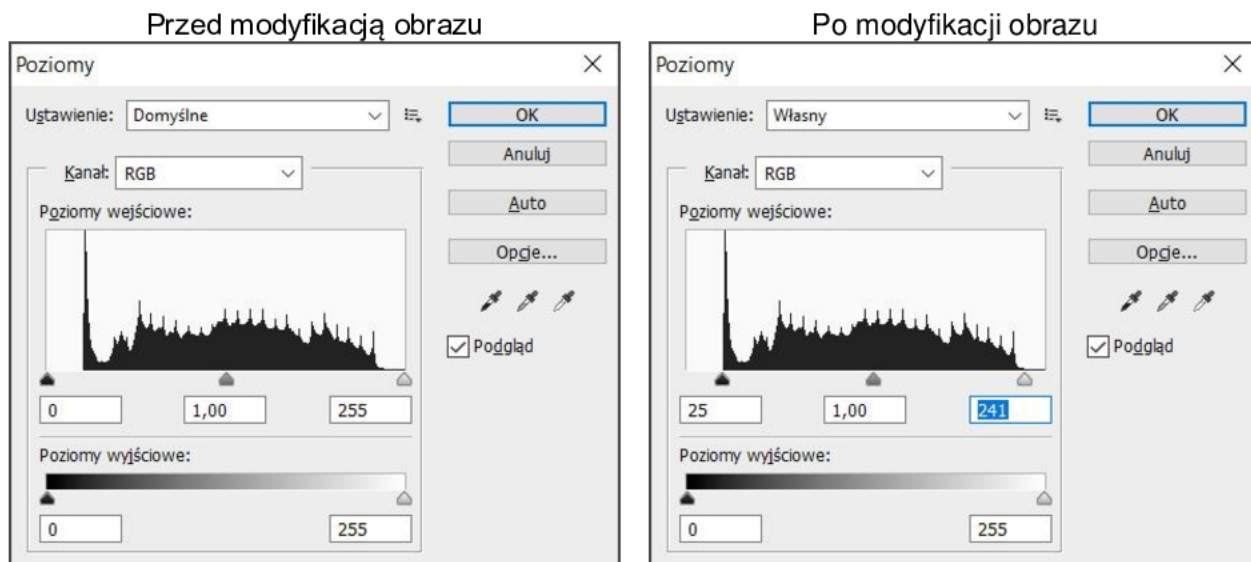 Przed modyfikacją obrazu
Poziomy
Ustawienie: Domyślne
OK
Anuluj
Kanał: RGB
Auto
Poziomy wejściowe:
Opcje...
Podgląd
0 1,00 255
Poziomy wyjściowe:
0 255
Po modyfikacji obrazu
Poziomy
Ustawienie: Własny
OK
Anuluj
Kanał: RGB
Auto
Poziomy wejściowe:
Opcje...
Podgląd
25 1,00 241
Poziomy wyjściowe:
0 255